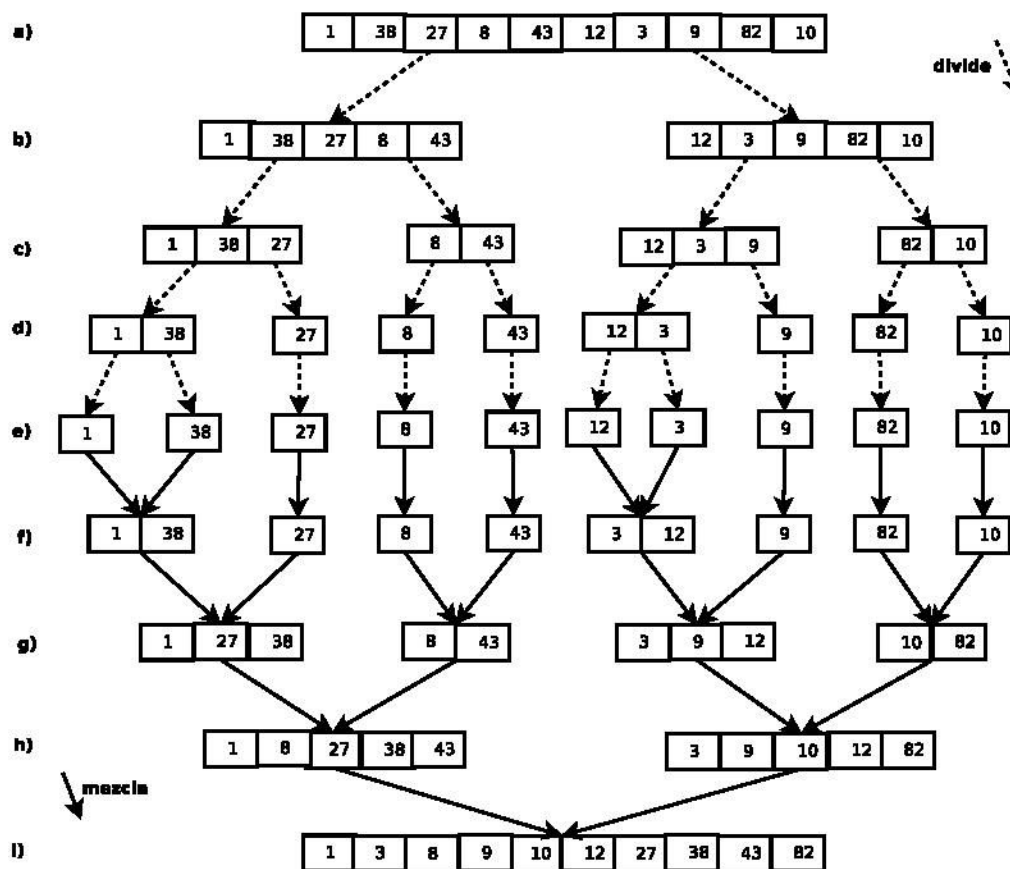 a) 1 38 27 8 43 12 3 9 82 10
divide
b) 1 38 27 8 43 12 3 9 82 10
c) 1 38 27 8 43 12 3 9 82 10
d) 1 38 27 8 43 12 3 9 82 10
e) 1 38 27 8 43 12 3 9 82 10
f) 1 38 27 8 43 3 12 9 82 10
g) 1 27 38 8 43 3 9 12 10 82
h) 1 8 27 38 43 3 9 10 12 82
mezcla
i) 1 3 8 9 10 12 27 38 43 82